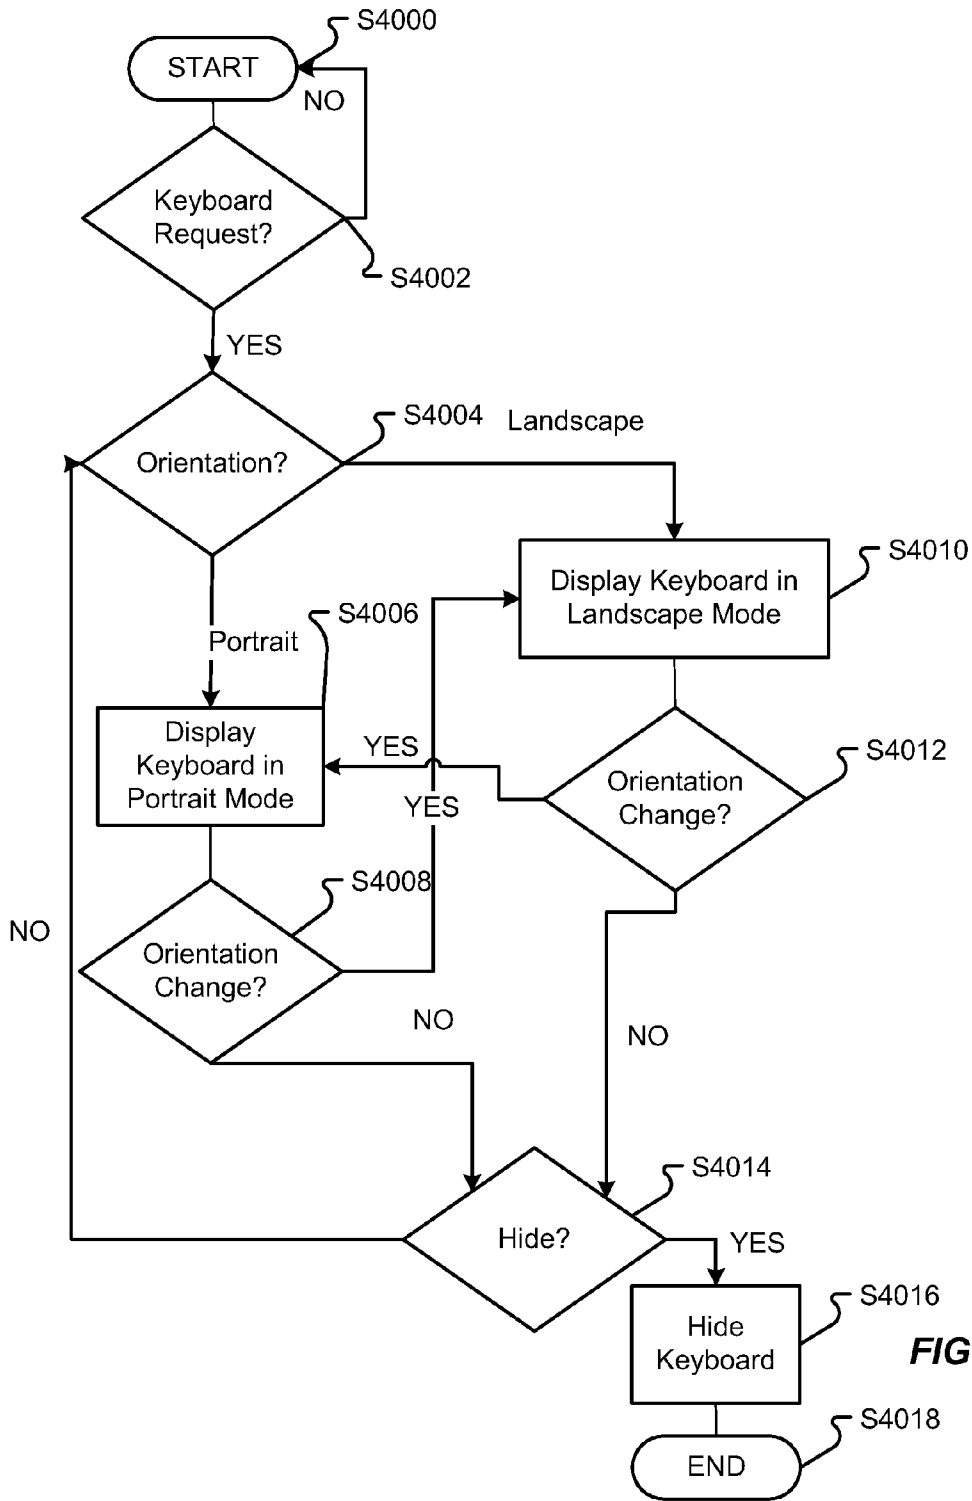 S4000
START
NO
Keyboard
Request?
S4002
YES
S4004
Landscape
Orientation?
S4010
Display Keyboard in
Landscape Mode
S4006
Portrait
Display
Keyboard in
Portrait Mode
YES
S4012
Orientation
Change?
YES
S4008
NO
Orientation
Change?
NO
NO
S4014
Hide?
YES
S4016
Hide
Keyboard
FIG
S4018
END